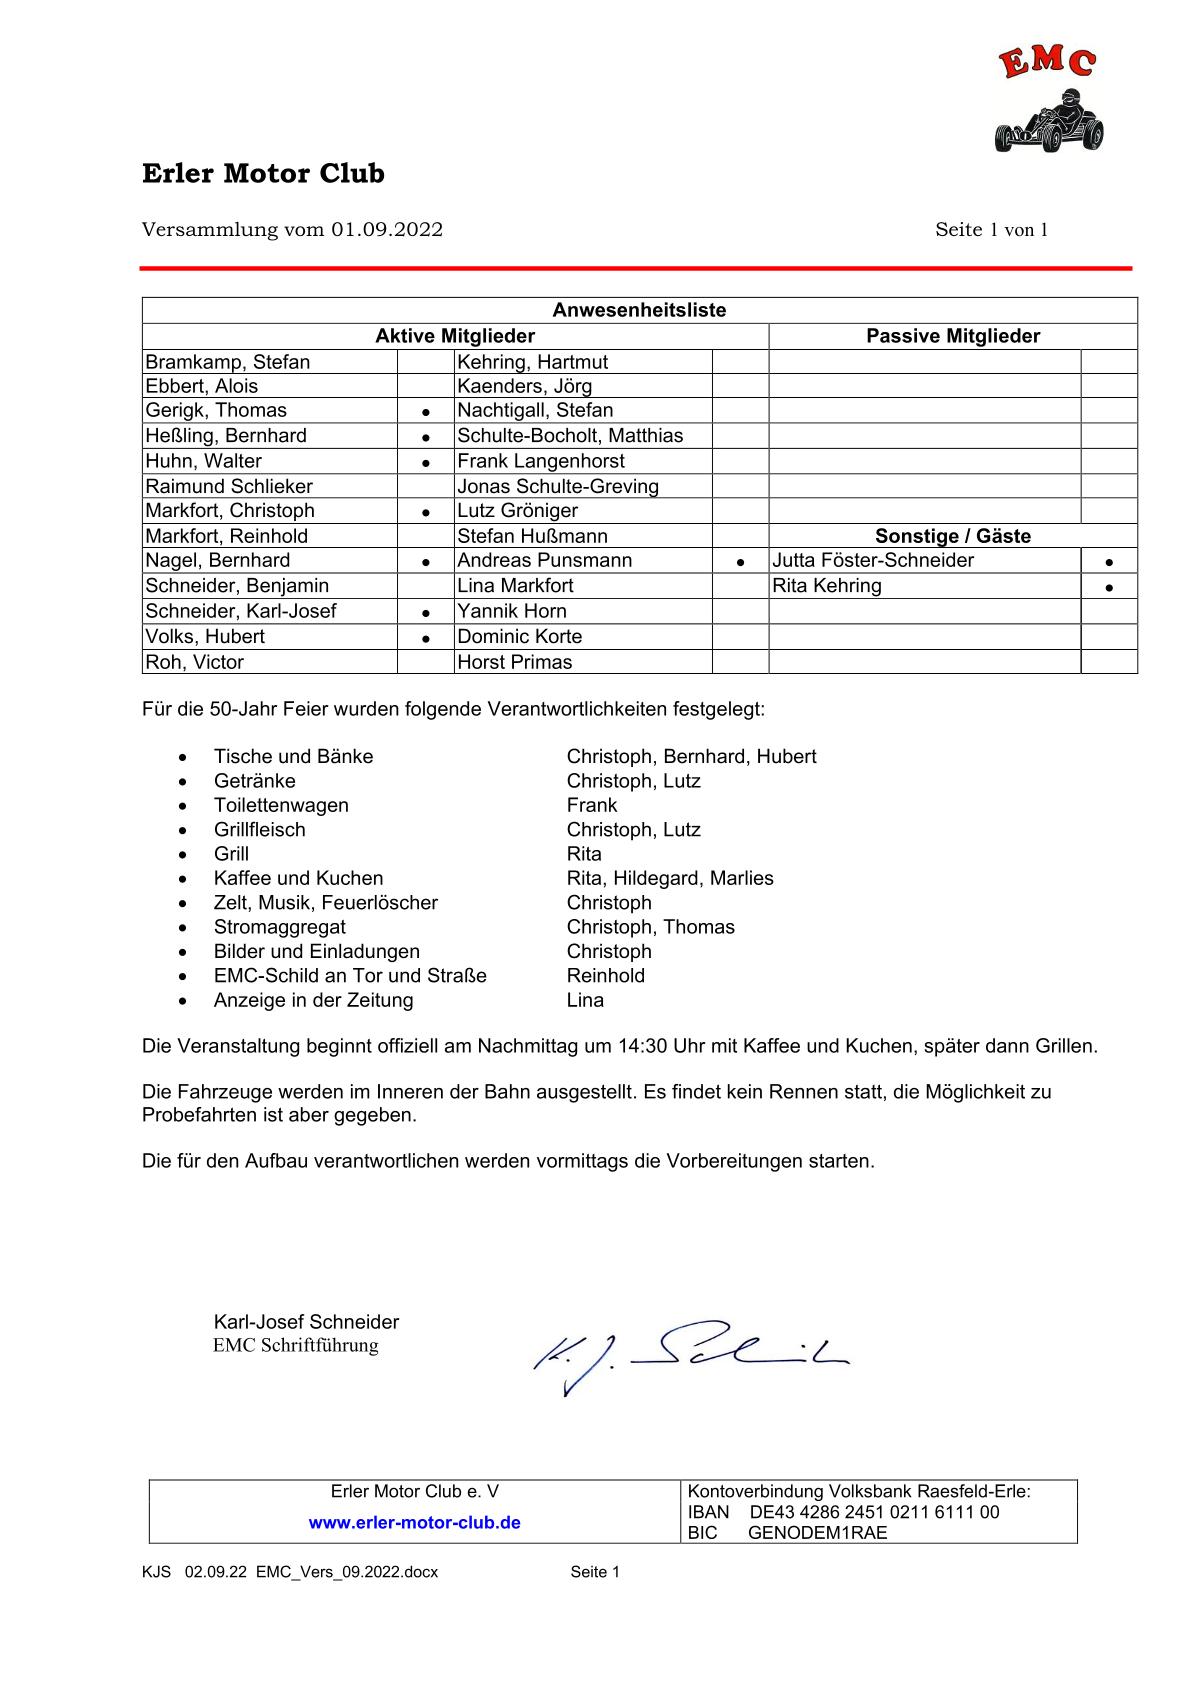 EMC
Erler Motor Club
Versammlung vom 01.09.2022 Seite 1 von 1
Anwesenheitsliste
Aktive Mitglieder Passive Mitglieder
Bramkamp, Stefan Kehring, Hartmut
Ebbert, Alois Kaenders, Jörg
Gerigk, Thomas • Nachtigall, Stefan
Heßling, Bernhard • Schulte-Bocholt, Matthias
Huhn, Walter • Frank Langenhorst
Raimund Schlieker Jonas Schulte-Greving
Markfort, Christoph • Lutz Gröniger
Markfort, Reinhold Stefan Hußmann Sonstige / Gäste
Nagel, Bernhard • Andreas Punsmann • Jutta Föster-Schneider •
Schneider, Benjamin Lina Markfort Rita Kehring •
Schneider, Karl-Josef • Yannik Horn
Volks, Hubert • Dominic Korte
Roh, Victor Horst Primas
Für die 50-Jahr Feier wurden folgende Verantwortlichkeiten festgelegt:
• Tische und Bänke Christoph, Bernhard, Hubert
• Getränke Christoph, Lutz
• Toilettenwagen Frank
• Grillfleisch Christoph, Lutz
• Grill Rita
• Kaffee und Kuchen Rita, Hildegard, Marlies
• Zelt, Musik, Feuerlöscher Christoph
• Stromaggregat Christoph, Thomas
• Bilder und Einladungen Christoph
• EMC-Schild an Tor und Straße Reinhold
• Anzeige in der Zeitung Lina
Die Veranstaltung beginnt offiziell am Nachmittag um 14:30 Uhr mit Kaffee und Kuchen, später dann Grillen.
Die Fahrzeuge werden im Inneren der Bahn ausgestellt. Es findet kein Rennen statt, die Möglichkeit zu
Probefahrten ist aber gegeben.
Die für den Aufbau verantwortlichen werden vormittags die Vorbereitungen starten.
Karl-Josef Schneider
EMC Schriftführung
K. J.
Erler Motor Club e. V
www.erler-motor-club.de
Kontoverbindung Volksbank Raesfeld-Erle:
IBAN DE43 4286 2451 0211 6111 00
BIC GENODEM1RAE
KJS 02.09.22 EMC_Vers_09.2022.docx Seite 1